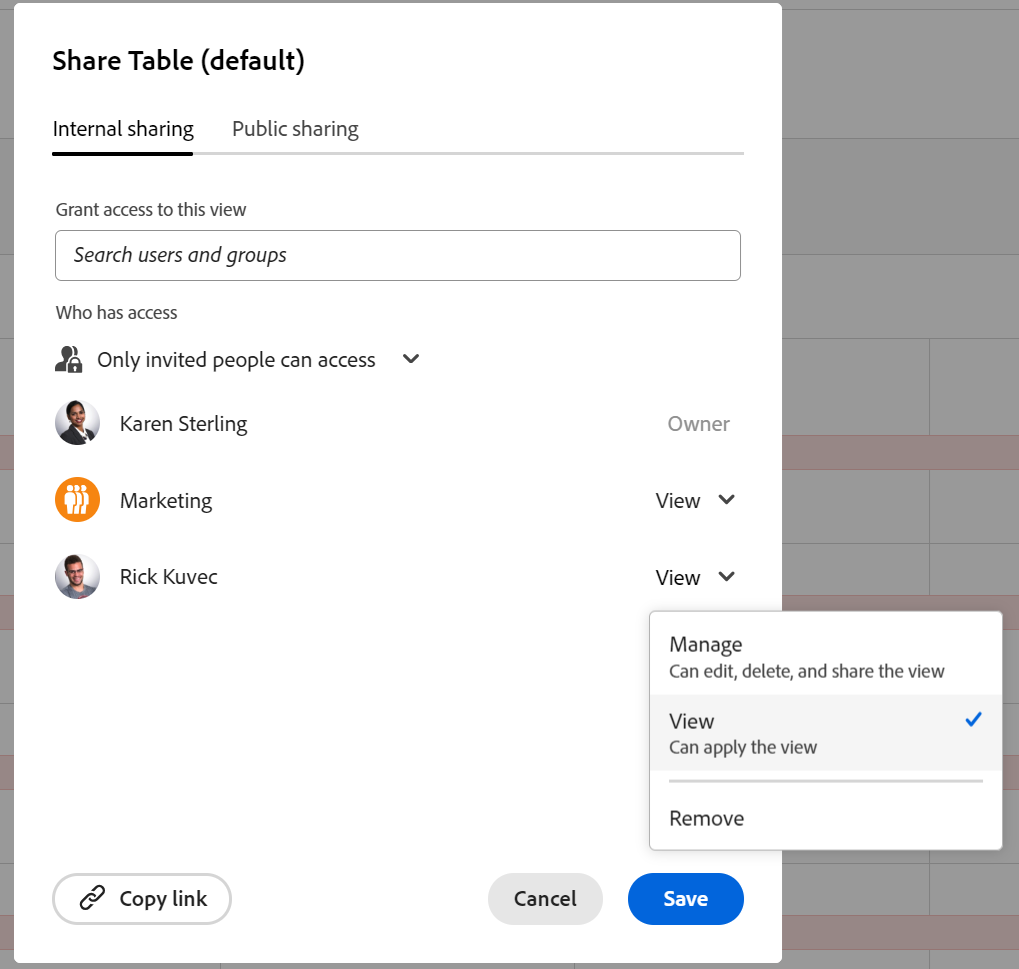 Share Table (default)
Internal sharing Public sharing
Grant access to this view
Search users and groups
Who has access
Only invited people can access
Karen Sterling Owner
Marketing View
Rick Kuvec View
Manage
Can edit, delete, and share the view
View
Can apply the view
Remove
Copy link Cancel Save